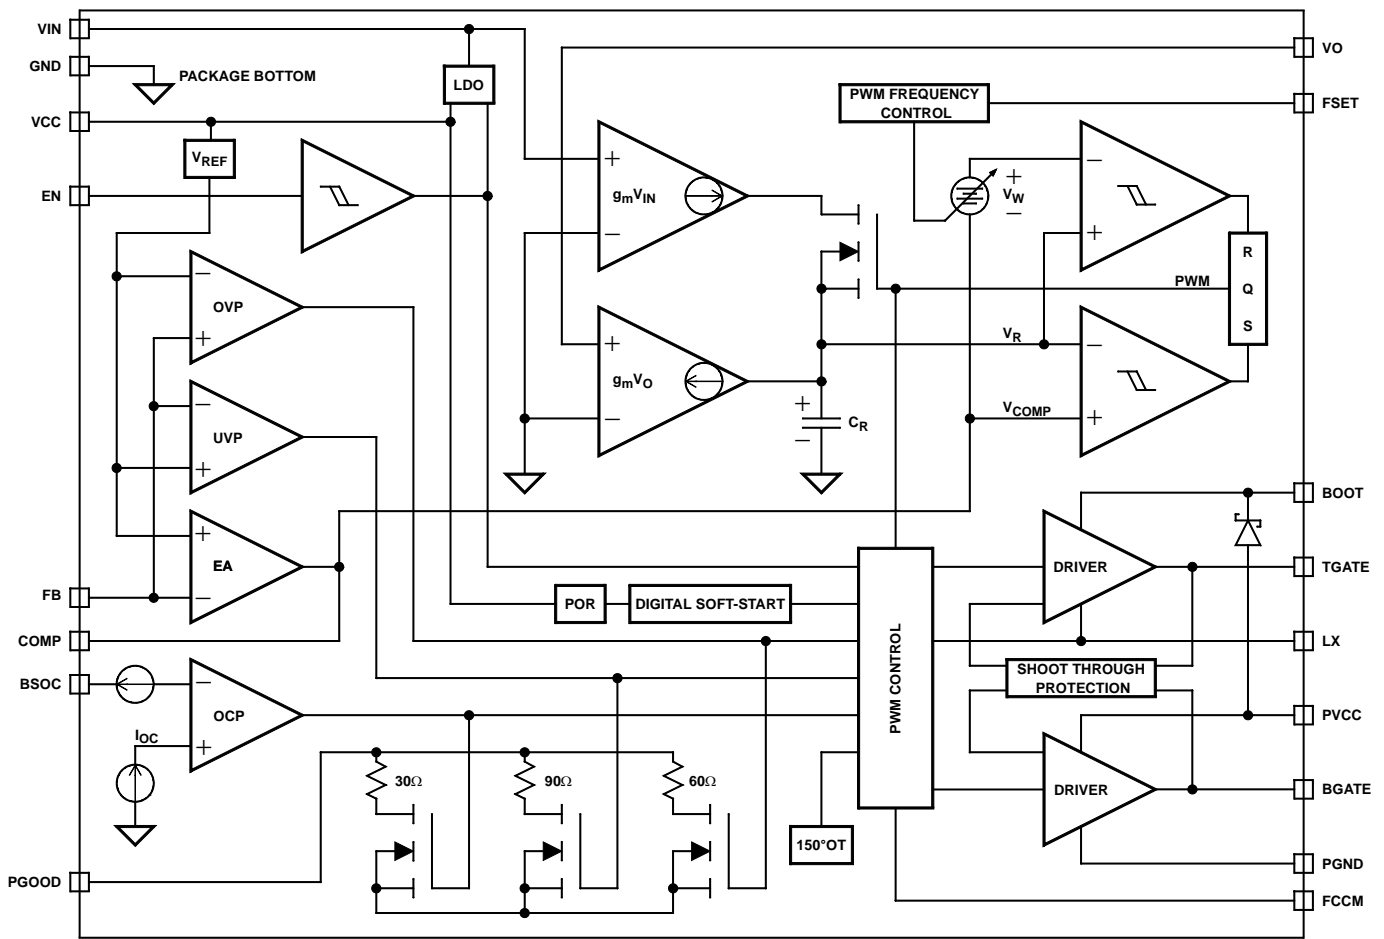 VIN
GND
PACKAGE BOTTOM
VCC
VREF
EN
LDO
OVP
−
+
UVP
−
+
EA
+
−
FB
COMP
BSOC
OCP
−
+
IOC
PGOOD
30Ω
90Ω
60Ω
+
gmVIN
−
+
gmVO
−
PWM FREQUENCY
CONTROL
+
VW
−
−
+
R
Q
S
PWM
VR
−
VCOMP
+
+
CR
−
POR
DIGITAL SOFT-START
PWM CONTROL
150°OT
DRIVER
SHOOT THROUGH
PROTECTION
DRIVER
VO
FSET
BOOT
TGATE
LX
PVCC
BGATE
PGND
FCCM